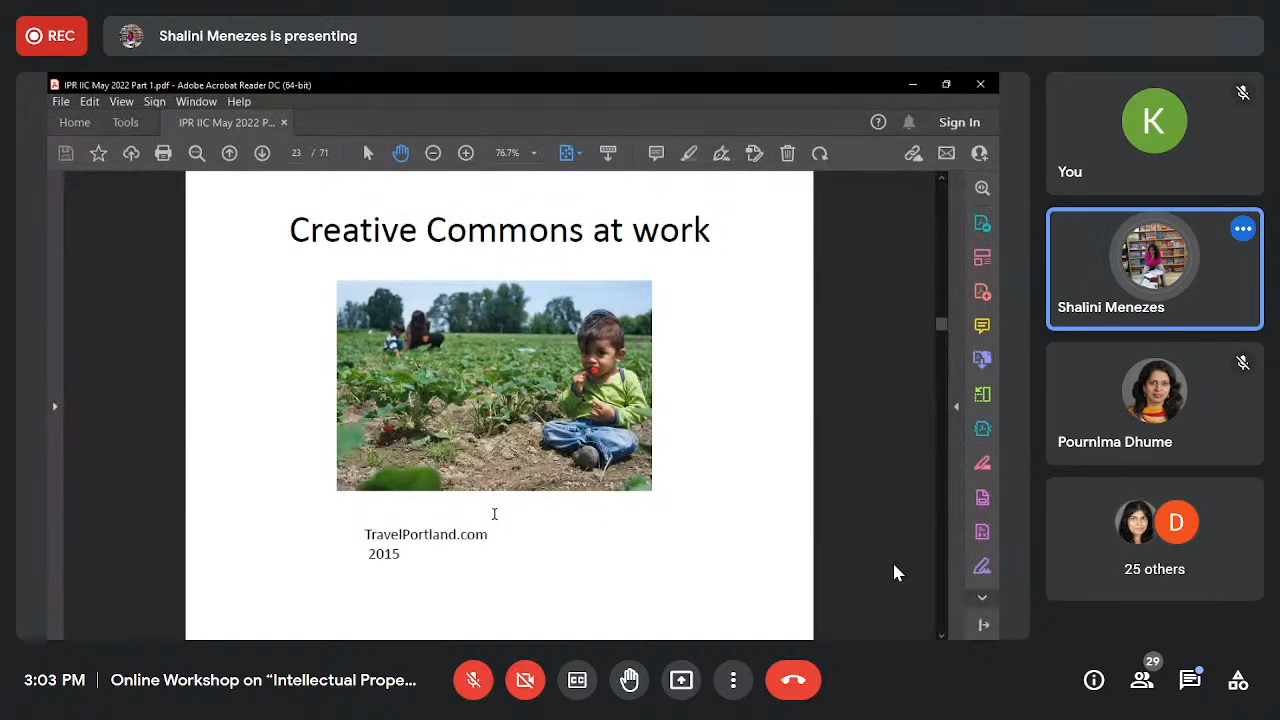 REC
Shalini Menezes is presenting
IPR IIC May 2022 Part 1.pdf - Adobe Acrobat Reader DC (64-bit)
File Edit View Sign Window Help
Home Tools IPR IIC May 2022 P... Sign In
23 / 71 76.7%
Creative Commons at work
TravelPortland.com
2015
K
You
Shalini Menezes
Pournima Dhume
D
25 others
3:03 PM Online Workshop on “Intellectual Prope...
29